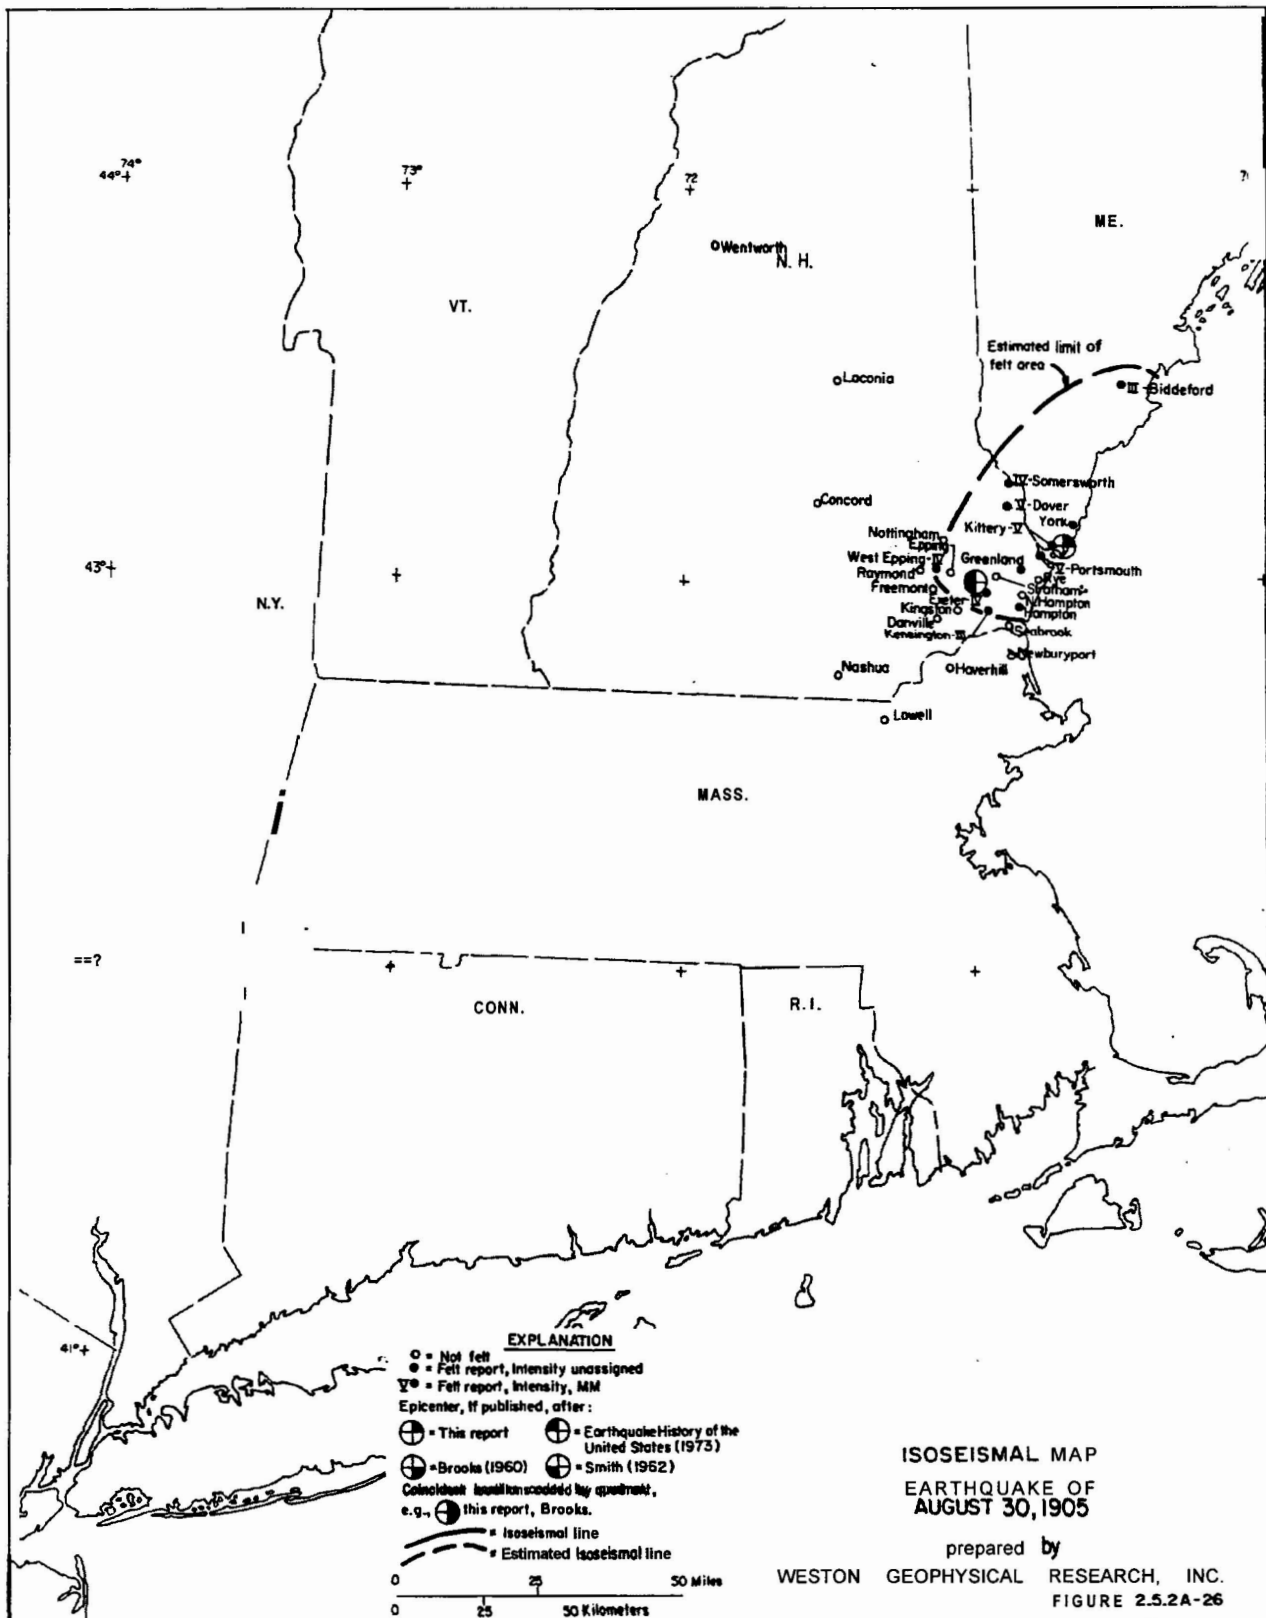 74°
44°
73°
72
ME.
Wentworth
N. H.
VT.
Estimated limit of
felt area
Laconia
III-Biddeford
IV-Somersworth
Concord
V-Dover
York
Kittery-V
Nottingham
Epping
West Epping-IV
Greenland
43°
Raymond
V-Portsmouth
Rye
Freemont
Stratham
N.Y.
Exeter
N.Hampton
Kingston
Hampton
Danville
Kensington-III
Seabrook
Newburyport
Nashua
Haverhill
Lowell
MASS.
==?
CONN.
R.I.
41°
EXPLANATION
= Not felt
= Felt report, Intensity unassigned
V = Felt report, Intensity, MM
Epicenter, If published, after:
= This report
= Earthquake History of the
United States (1973)
= Brooks (1960)
= Smith (1962)
e.g., this report, Brooks.
= Isoseismal line
= Estimated Isoseismal line
0 25 50 Miles
0 25 50 Kilometers
ISOSEISMAL MAP
EARTHQUAKE OF
AUGUST 30, 1905
prepared by
WESTON GEOPHYSICAL RESEARCH, INC.
FIGURE 2.5.2A-26